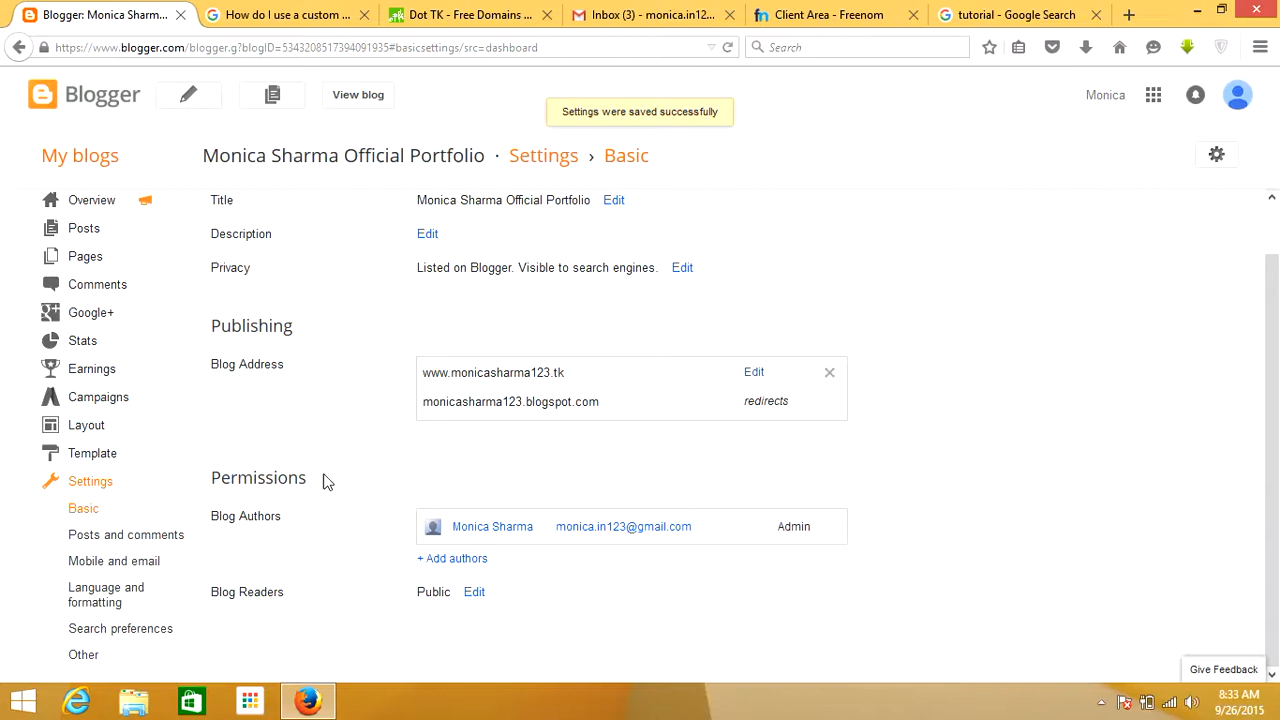 Blogger: Monica Sharm...
How do I use a custom ...
Dot TK - Free Domains ...
Inbox (3) - monica.in12...
Client Area - Freenom
tutorial - Google Search
https://www.blogger.com/blogger.g?blogID=5343208517394091935#basicsettings/src=dashboard
Search
Blogger
View blog
Settings were saved successfully
Monica
My blogs
Monica Sharma Official Portfolio · Settings › Basic
Overview
Posts
Pages
Comments
Google+
Stats
Earnings
Campaigns
Layout
Template
Settings
Basic
Posts and comments
Mobile and email
Language and
formatting
Search preferences
Other
Title
Monica Sharma Official Portfolio Edit
Description
Edit
Privacy
Listed on Blogger. Visible to search engines. Edit
Publishing
Blog Address
www.monicasharma123.tk Edit
monicasharma123.blogspot.com redirects
Permissions
Blog Authors
Monica Sharma monica.in123@gmail.com Admin
+ Add authors
Blog Readers
Public Edit
Give Feedback
8:33 AM
9/26/2015